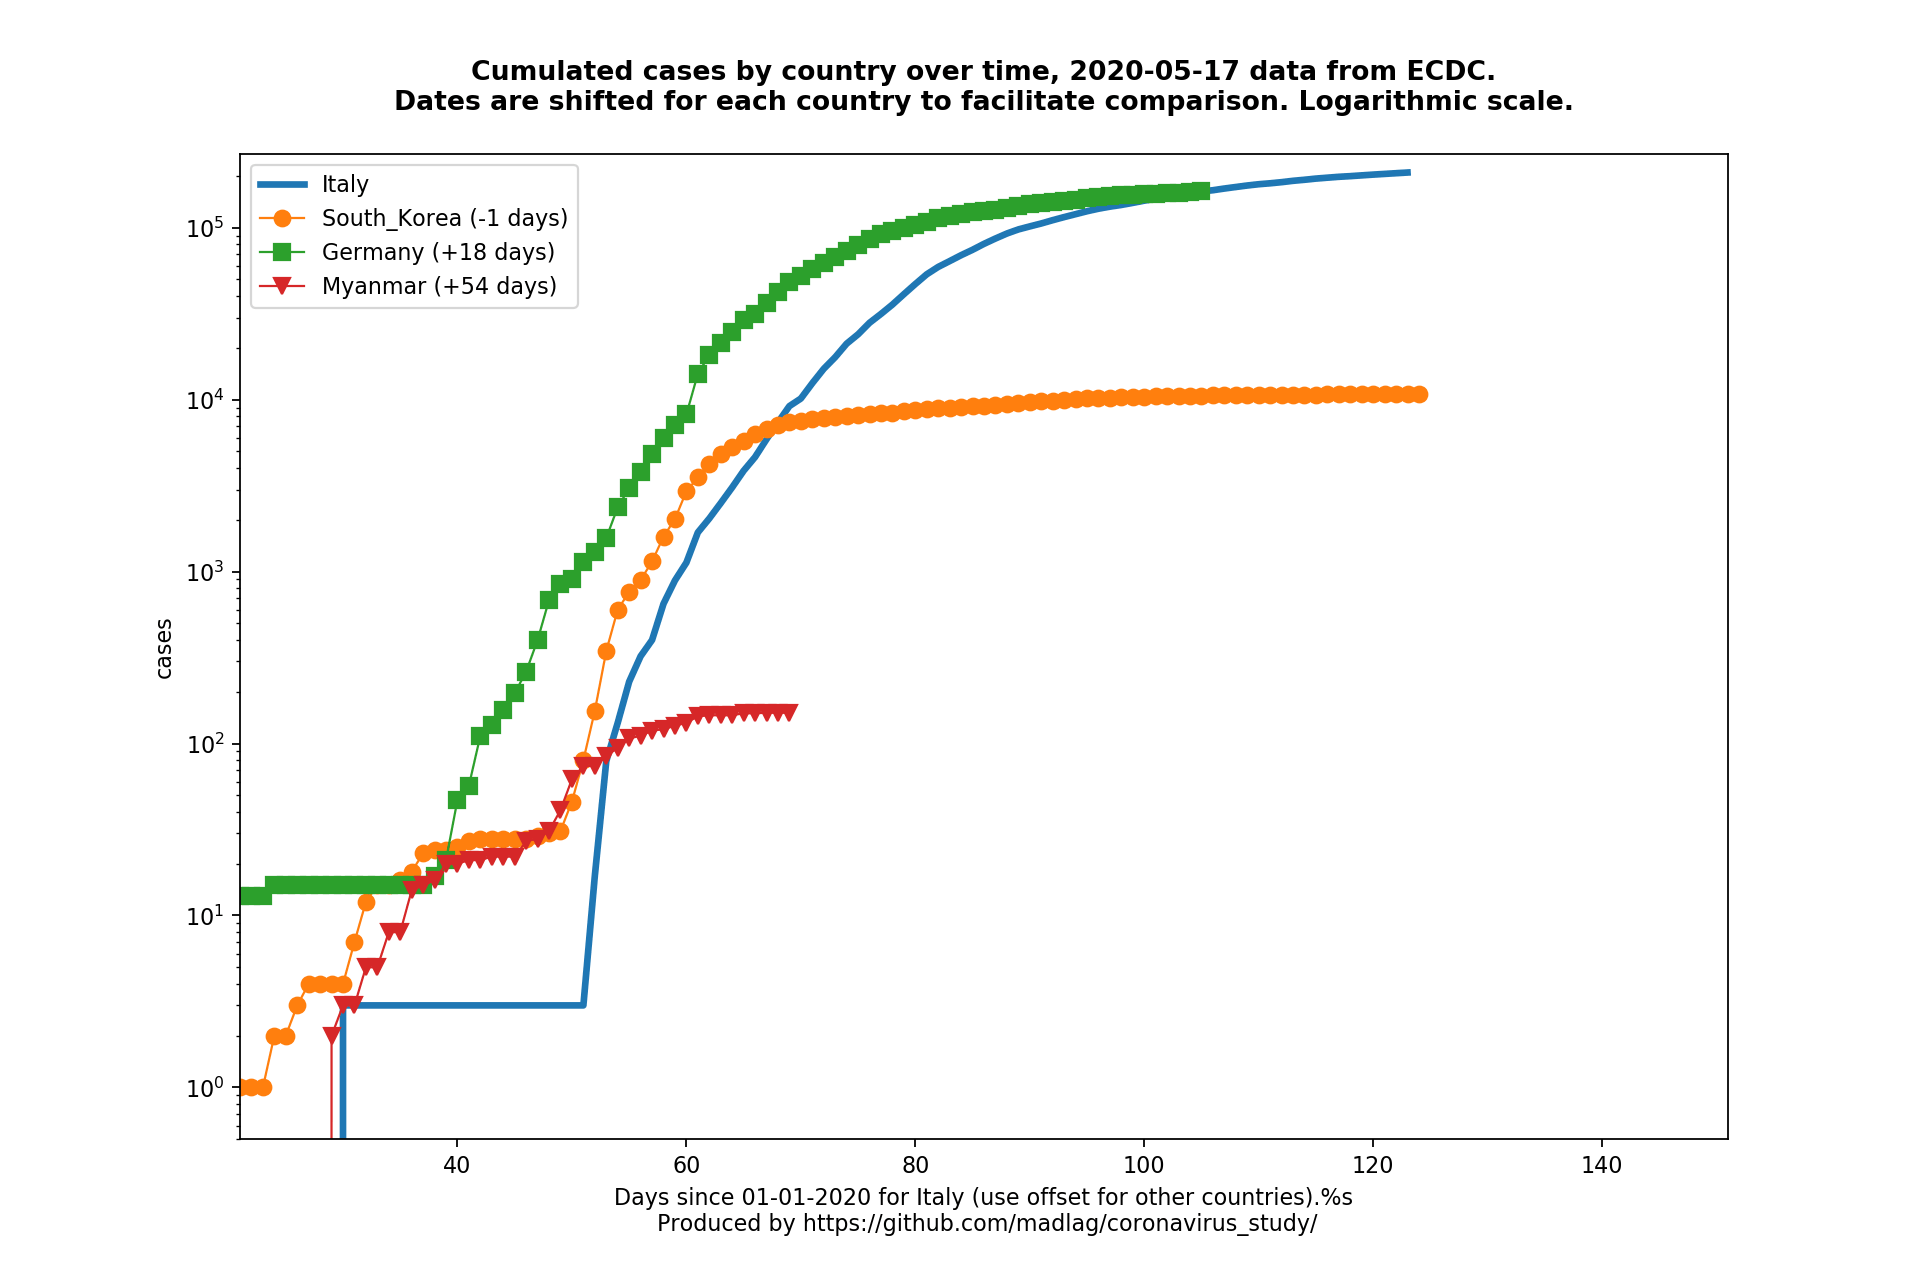 Cumulated cases by country over time, 2020-05-17 data from ECDC.
Dates are shifted for each country to facilitate comparison. Logarithmic scale.
Italy
South_Korea (-1 days)
Germany (+18 days)
Myanmar (+54 days)
10^5
10^4
10^3
10^2
10^1
10^0
cases
40 60 80 100 120 140
Days since 01-01-2020 for Italy (use offset for other countries).%s
Produced by https://github.com/madlag/coronavirus_study/